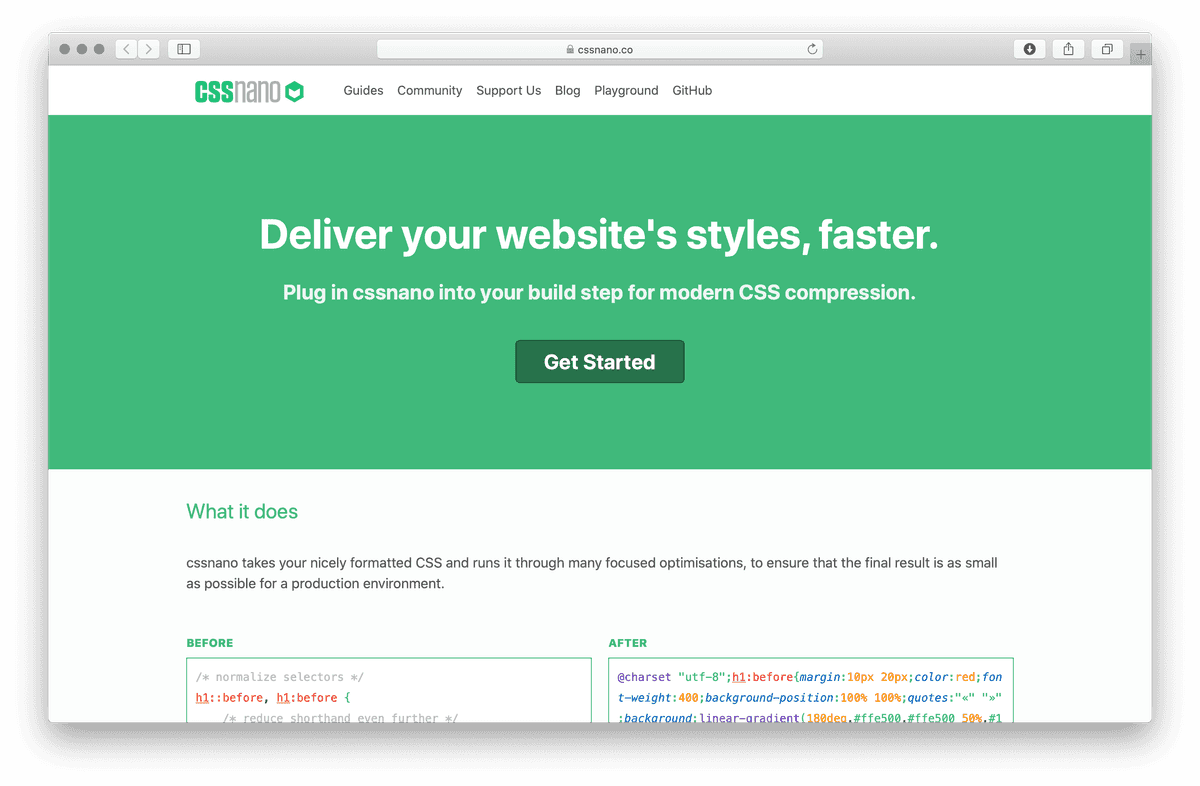 cssnano.co
cssnano
Guides Community Support Us Blog Playground GitHub
Deliver your website's styles, faster.
Plug in cssnano into your build step for modern CSS compression.
Get Started
What it does
cssnano takes your nicely formatted CSS and runs it through many focused optimisations, to ensure that the final result is as small
as possible for a production environment.
BEFORE
/* normalize selectors */
h1::before, h1:before {
/* reduce shorthand even further */
AFTER
@charset "utf-8";h1:before{margin:10px 20px;color:red;fon
t-weight:400;background-position:100% 100%;quotes:"«" "»"
;background:linear-gradient(180deg,#ffe500,#ffe500 50%,#1